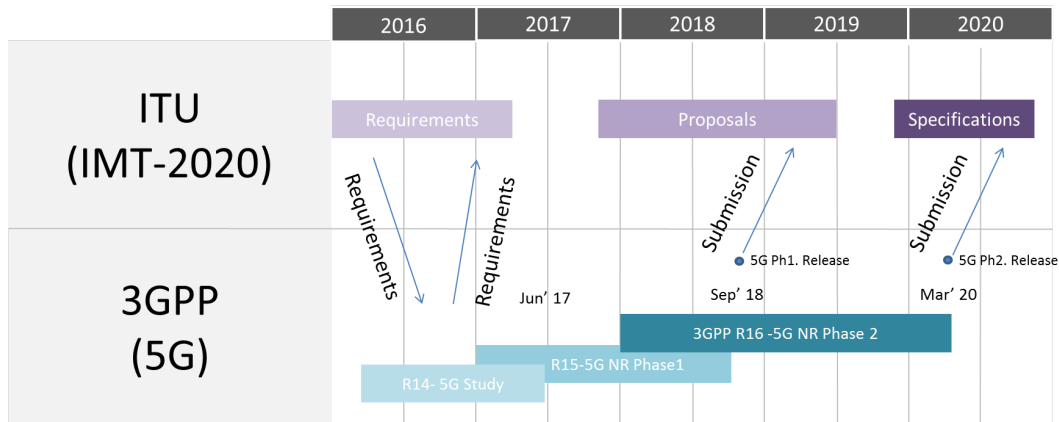 2016 2017 2018 2019 2020
ITU
(IMT-2020)
Requirements
Proposals
Specifications
Requirements
Requirements
Submission
Submission
3GPP
(5G)
5G Ph1. Release
5G Ph2. Release
Jun’ 17
Sep’ 18
Mar’ 20
3GPP R16 -5G NR Phase 2
R15-5G NR Phase1
R14- 5G Study